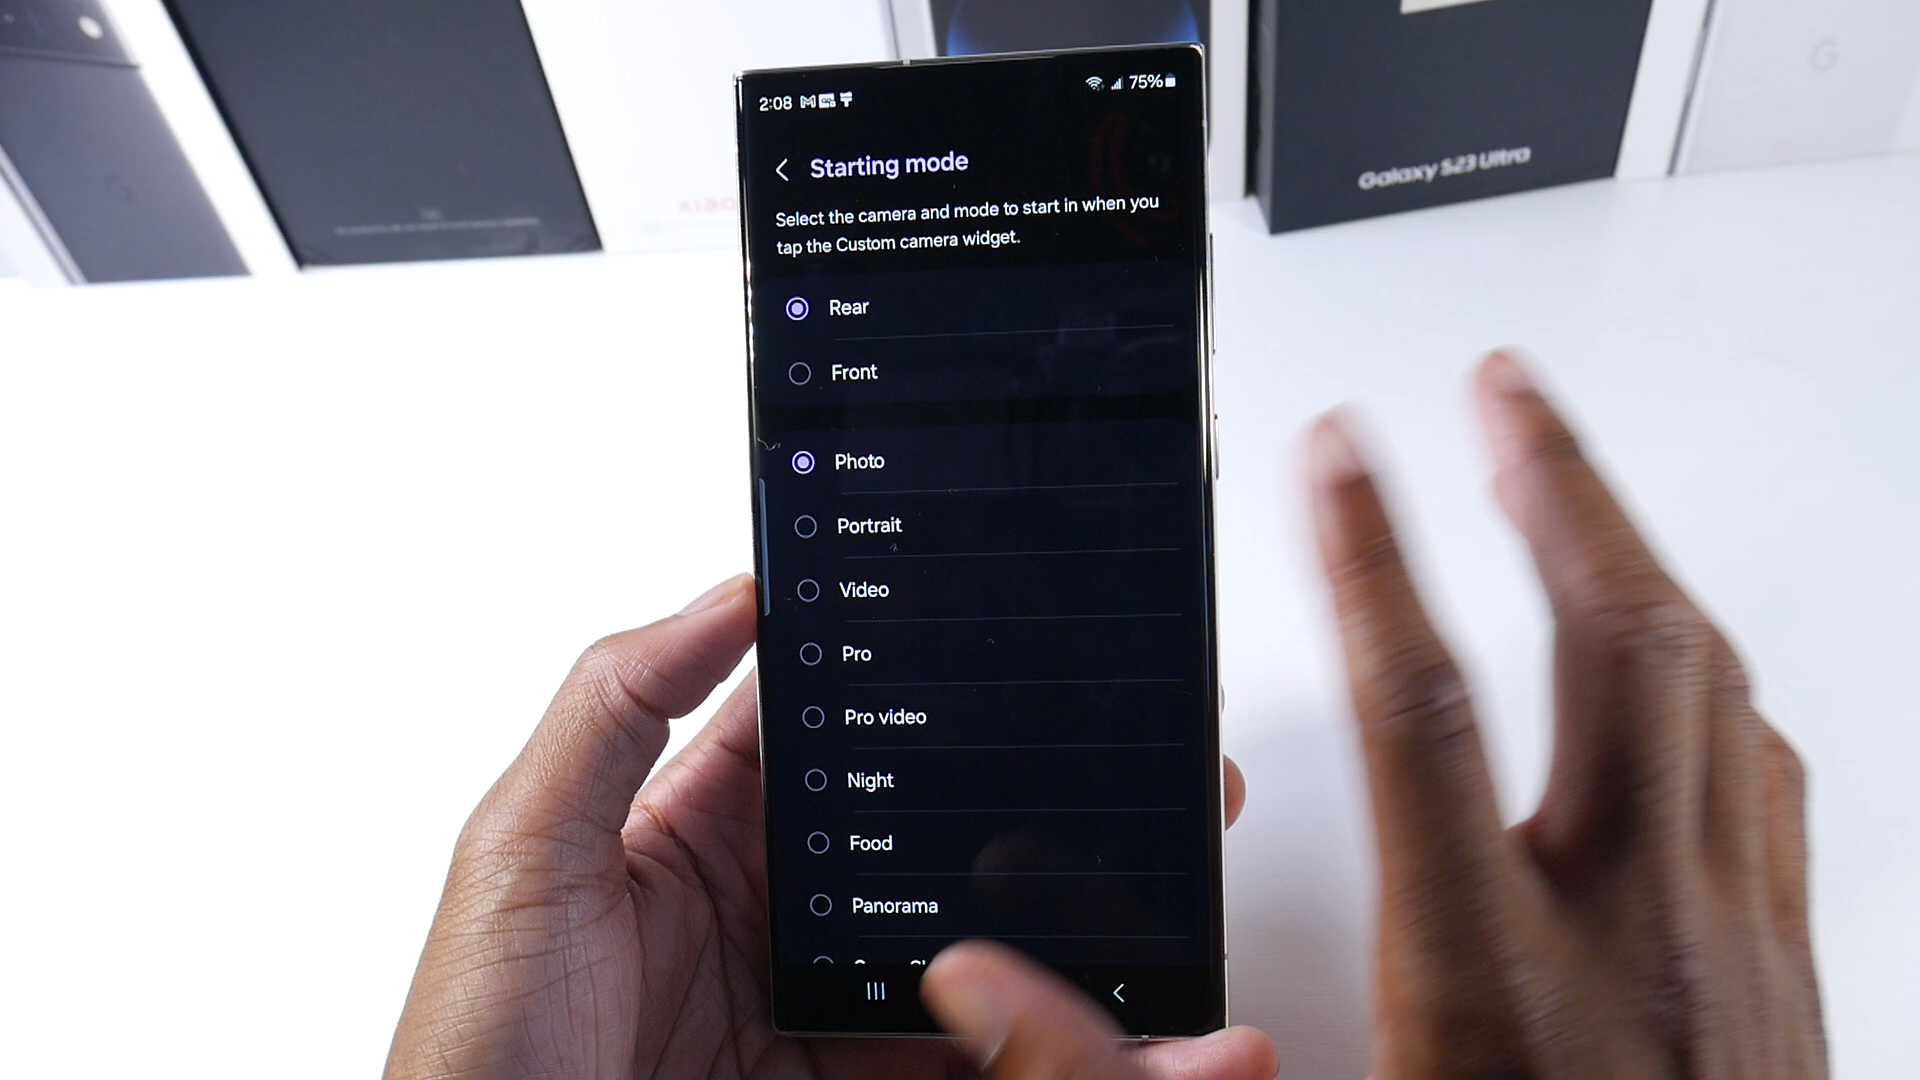 2:08
75%
Starting mode
Select the camera and mode to start in when you
tap the Custom camera widget.
Rear
Front
Photo
Portrait
Video
Pro
Pro video
Night
Food
Panorama
Galaxy S23 Ultra